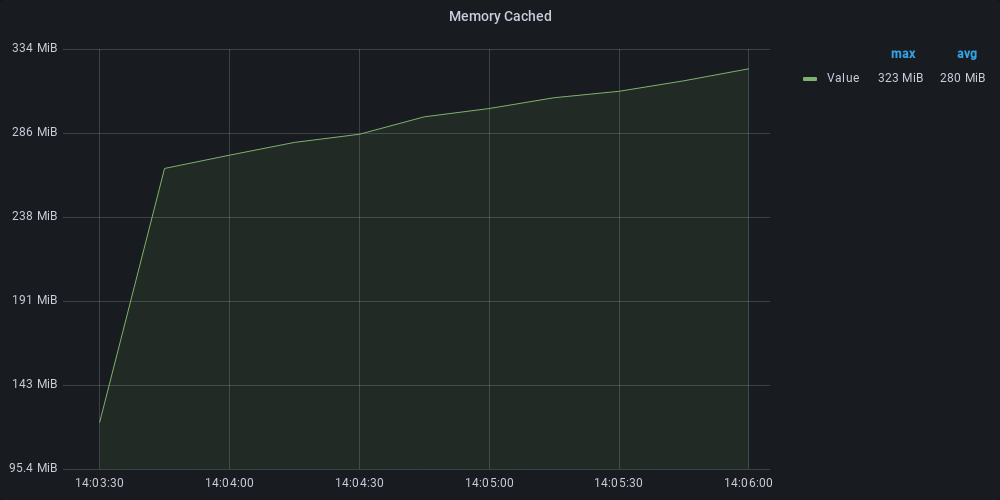 Memory Cached
334 MiB
286 MiB
238 MiB
191 MiB
143 MiB
95.4 MiB
14:03:30 14:04:00 14:04:30 14:05:00 14:05:30 14:06:00
max avg
Value 323 MiB 280 MiB